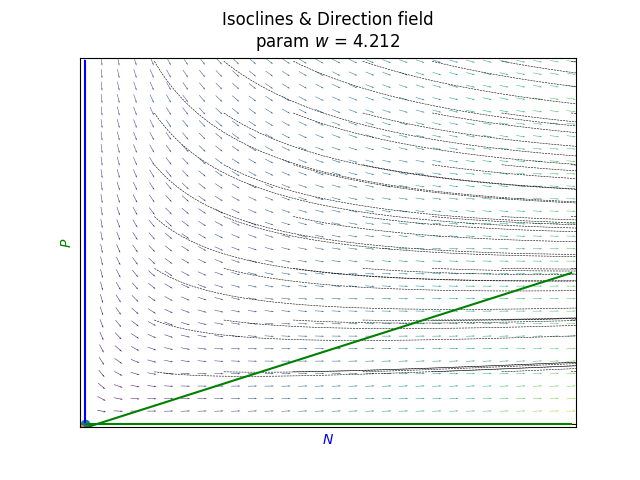 Isoclines & Direction field
param w = 4.212
P
N